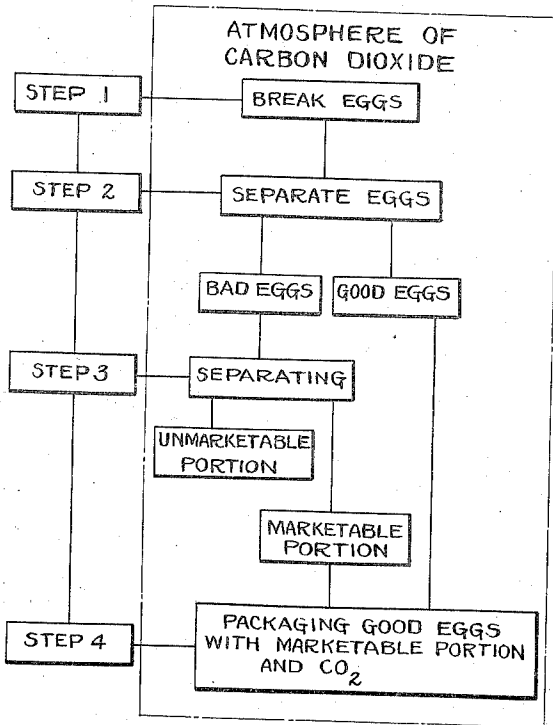 ATMOSPHERE OF
CARBON DIOXIDE
STEP 1
BREAK EGGS
STEP 2
SEPARATE EGGS
BAD EGGS
GOOD EGGS
STEP 3
SEPARATING
UNMARKETABLE
PORTION
MARKETABLE
PORTION
STEP 4
PACKAGING GOOD EGGS
WITH MARKETABLE PORTION
AND CO₂